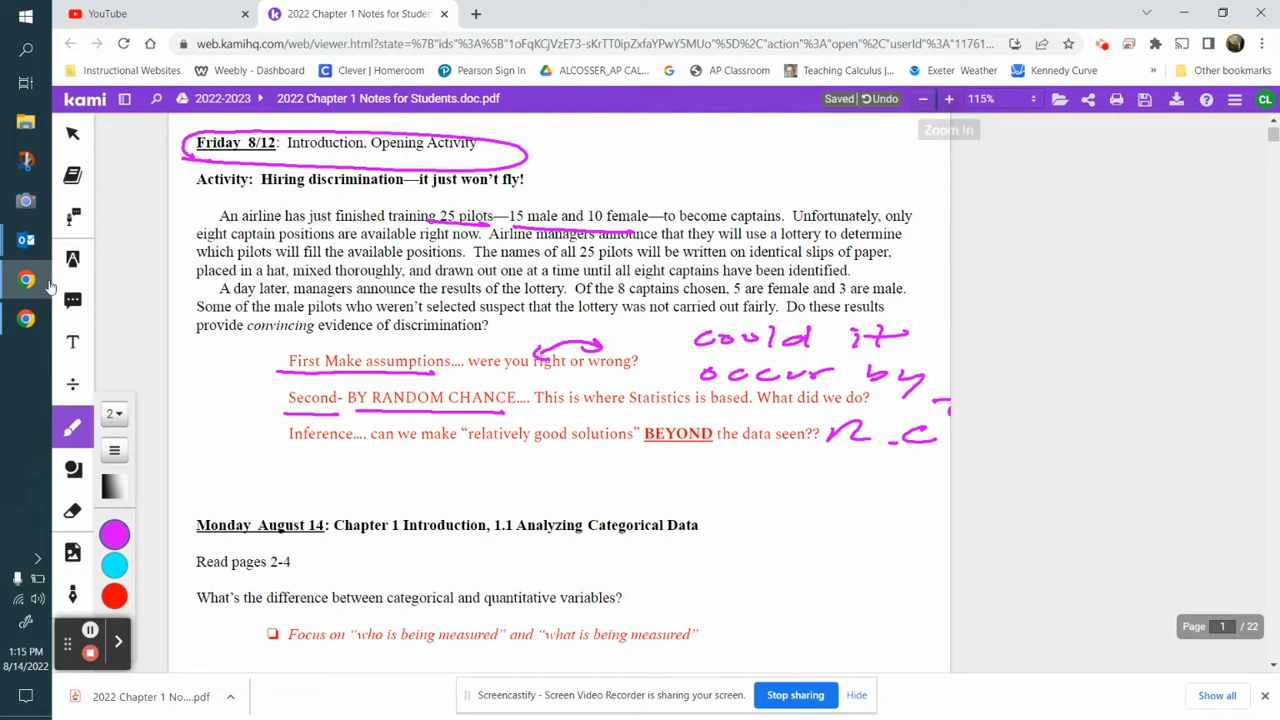 YouTube
2022 Chapter 1 Notes for Studen
web.kamihq.com/web/viewer.html?state=%7B"ids"%3A%5B"1oFqKCjVzE73-sKrTT0ipZxfaYPwY5MUo"%5D%2C"action"%3A"open"%2C"userId"%3A"11761...
Instructional Websites
Weebly - Dashboard
Clever | Homeroom
Pearson Sign In
ALCOSSER_AP CAL...
AP Classroom
Teaching Calculus |...
Exeter Weather
Kennedy Curve
»
Other bookmarks
kami
2022-2023
2022 Chapter 1 Notes for Students.doc.pdf
Saved
Undo
115%
CL
Zoom In
Friday 8/12: Introduction, Opening Activity
Activity: Hiring discrimination—it just won't fly!
An airline has just finished training 25 pilots—15 male and 10 female—to become captains. Unfortunately, only
eight captain positions are available right now. Airline managers announce that they will use a lottery to determine
which pilots will fill the available positions. The names of all 25 pilots will be written on identical slips of paper,
placed in a hat, mixed thoroughly, and drawn out one at a time until all eight captains have been identified.
A day later, managers announce the results of the lottery. Of the 8 captains chosen, 5 are female and 3 are male.
Some of the male pilots who weren't selected suspect that the lottery was not carried out fairly. Do these results
provide convincing evidence of discrimination?
could it
First Make assumptions…. were you right or wrong?
occur by
Second- BY RANDOM CHANCE…. This is where Statistics is based. What did we do?
Inference…. can we make "relatively good solutions" BEYOND the data seen??
R.C
Monday August 14: Chapter 1 Introduction, 1.1 Analyzing Categorical Data
Read pages 2-4
What's the difference between categorical and quantitative variables?
Focus on "who is being measured" and "what is being measured"
2
Page 1 / 22
1:15 PM
8/14/2022
2022 Chapter 1 No....pdf
Screencastify - Screen Video Recorder is sharing your screen.
Stop sharing
Hide
Show all